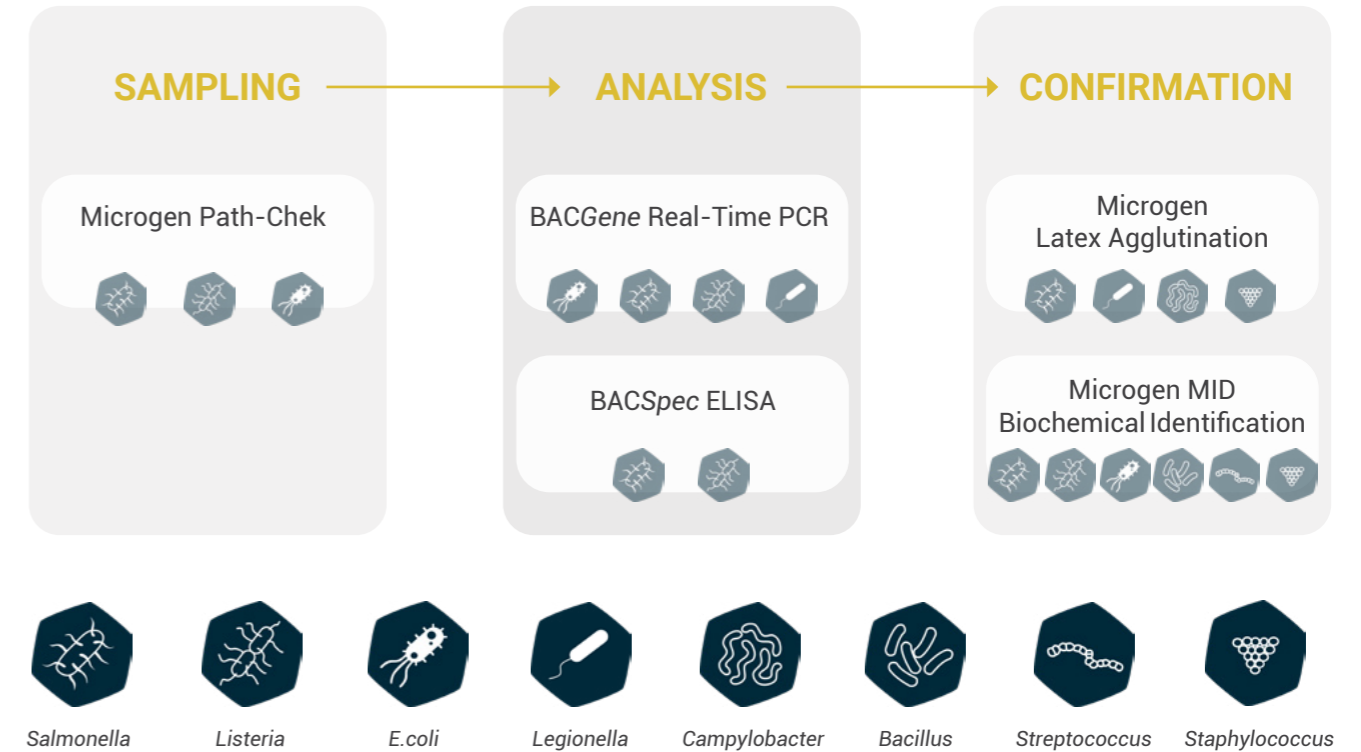 SAMPLING
ANALYSIS
CONFIRMATION
Microgen Path-Chek
BACGene Real-Time PCR
Microgen
Latex Agglutination
BACSpec ELISA
Microgen MID
Biochemical Identification
Salmonella
Listeria
E.coli
Legionella
Campylobacter
Bacillus
Streptococcus
Staphylococcus